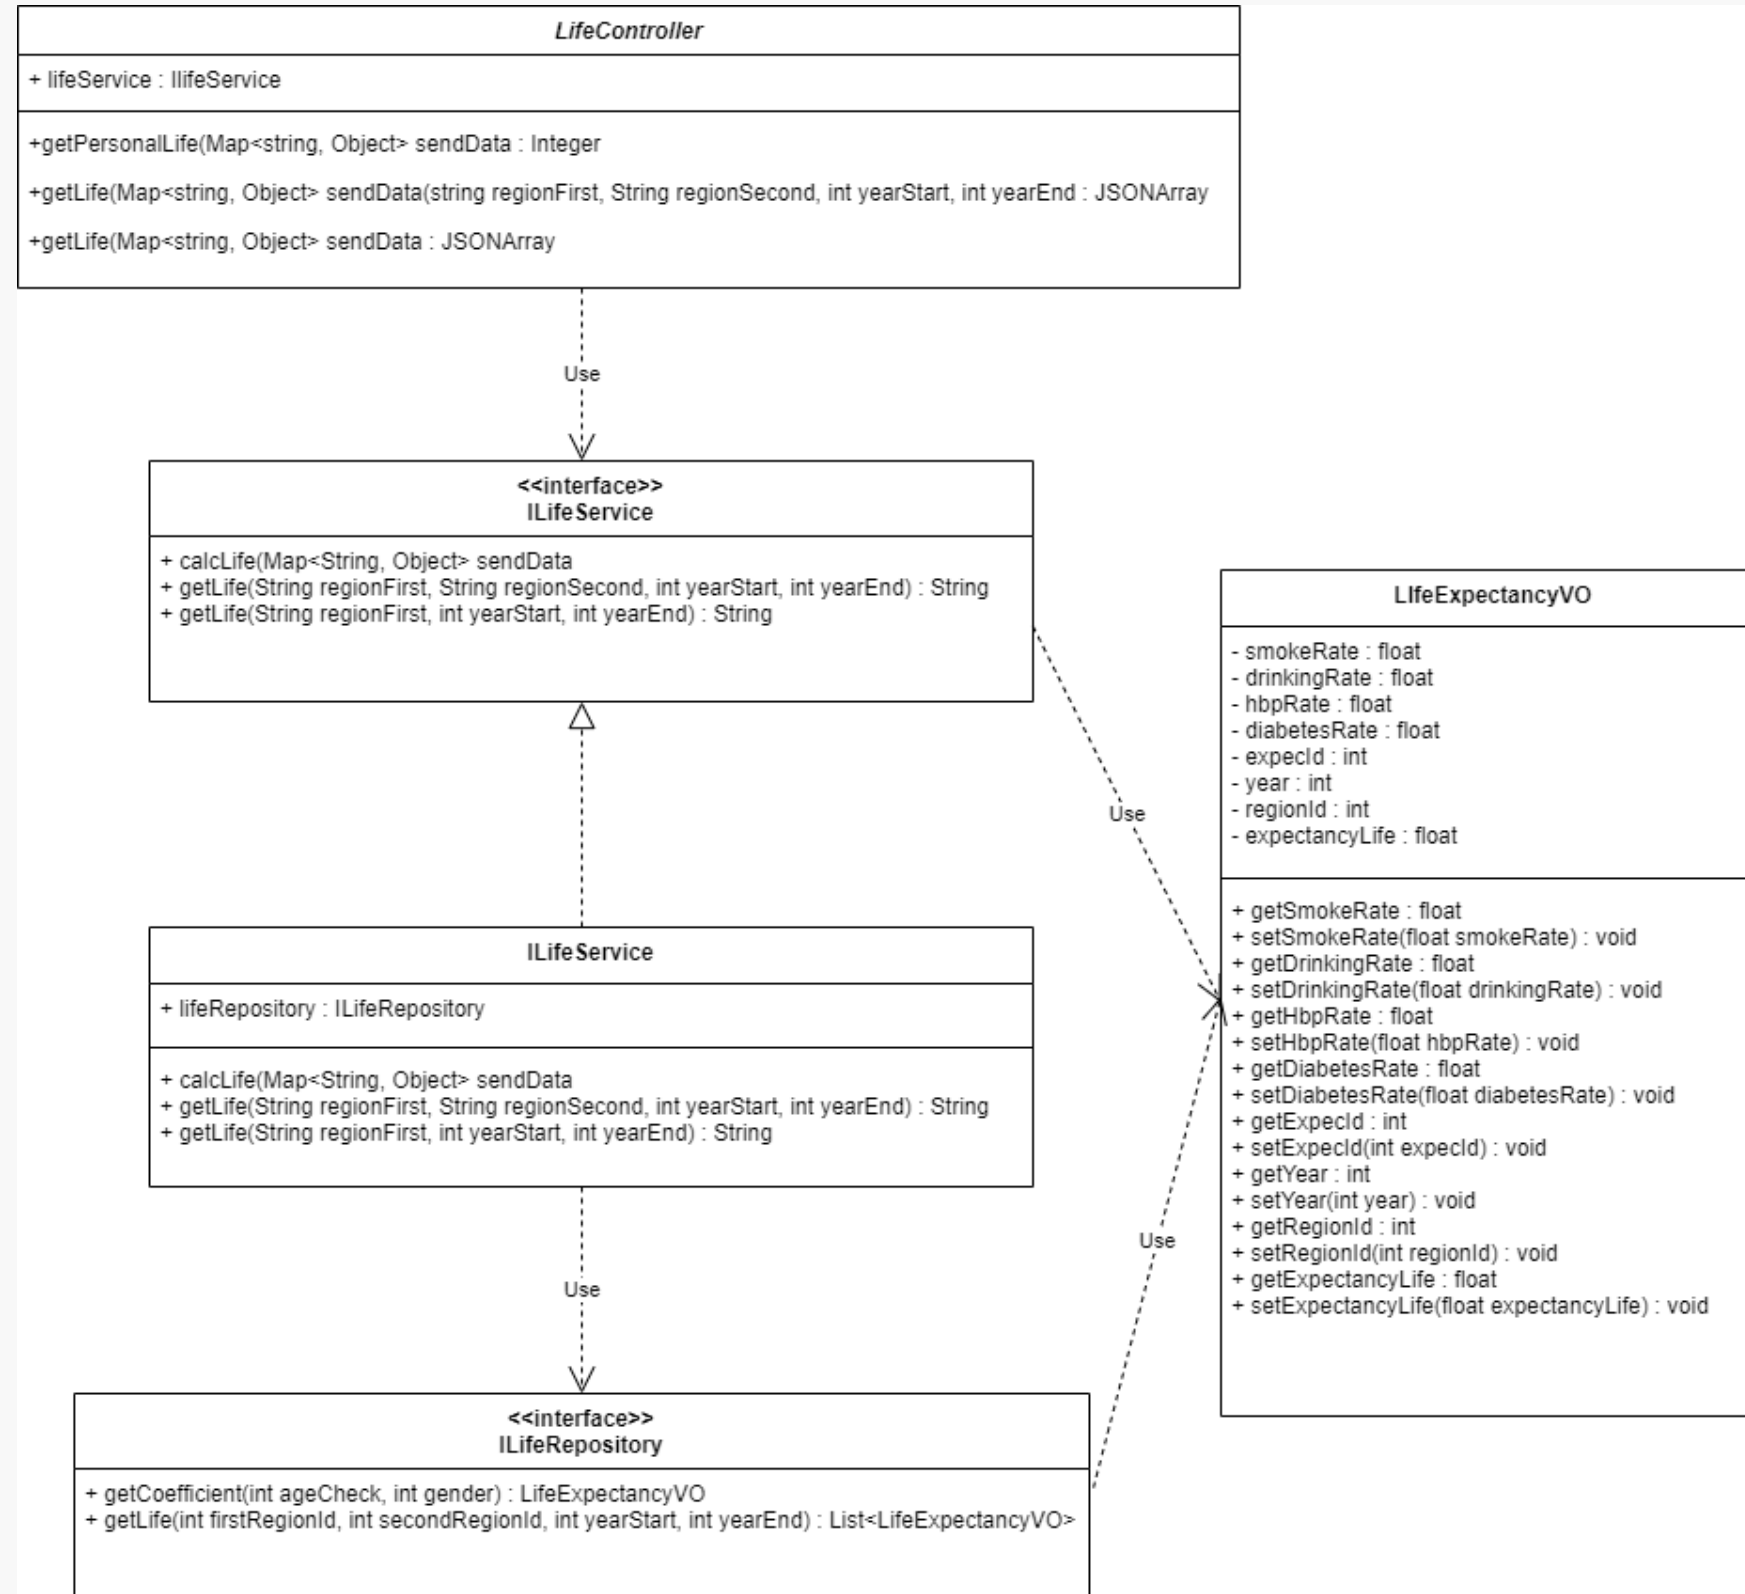 LifeController
+ lifeService : IlifeService
+getPersonalLife(Map<string, Object> sendData : Integer
+getLife(Map<string, Object> sendData(string regionFirst, String regionSecond, int yearStart, int yearEnd : JSONArray
+getLife(Map<string, Object> sendData : JSONArray
Use
<<interface>>
ILifeService
+ calcLife(Map<String, Object> sendData
+ getLife(String regionFirst, String regionSecond, int yearStart, int yearEnd) : String
+ getLife(String regionFirst, int yearStart, int yearEnd) : String
Use
LIfeExpectancyVO
- smokeRate : float
- drinkingRate : float
- hbpRate : float
- diabetesRate : float
- expecId : int
- year : int
- regionId : int
- expectancyLife : float
+ getSmokeRate : float
+ setSmokeRate(float smokeRate) : void
+ getDrinkingRate : float
+ setDrinkingRate(float drinkingRate) : void
+ getHbpRate : float
+ setHbpRate(float hbpRate) : void
+ getDiabetesRate : float
+ setDiabetesRate(float diabetesRate) : void
+ getExpecId : int
+ setExpecId(int expecId) : void
+ getYear : int
+ setYear(int year) : void
+ getRegionId : int
+ setRegionId(int regionId) : void
+ getExpectancyLife : float
+ setExpectancyLife(float expectancyLife) : void
ILifeService
+ lifeRepository : ILifeRepository
+ calcLife(Map<String, Object> sendData
+ getLife(String regionFirst, String regionSecond, int yearStart, int yearEnd) : String
+ getLife(String regionFirst, int yearStart, int yearEnd) : String
Use
Use
<<interface>>
ILifeRepository
+ getCoefficient(int ageCheck, int gender) : LifeExpectancyVO
+ getLife(int firstRegionId, int secondRegionId, int yearStart, int yearEnd) : List<LifeExpectancyVO>